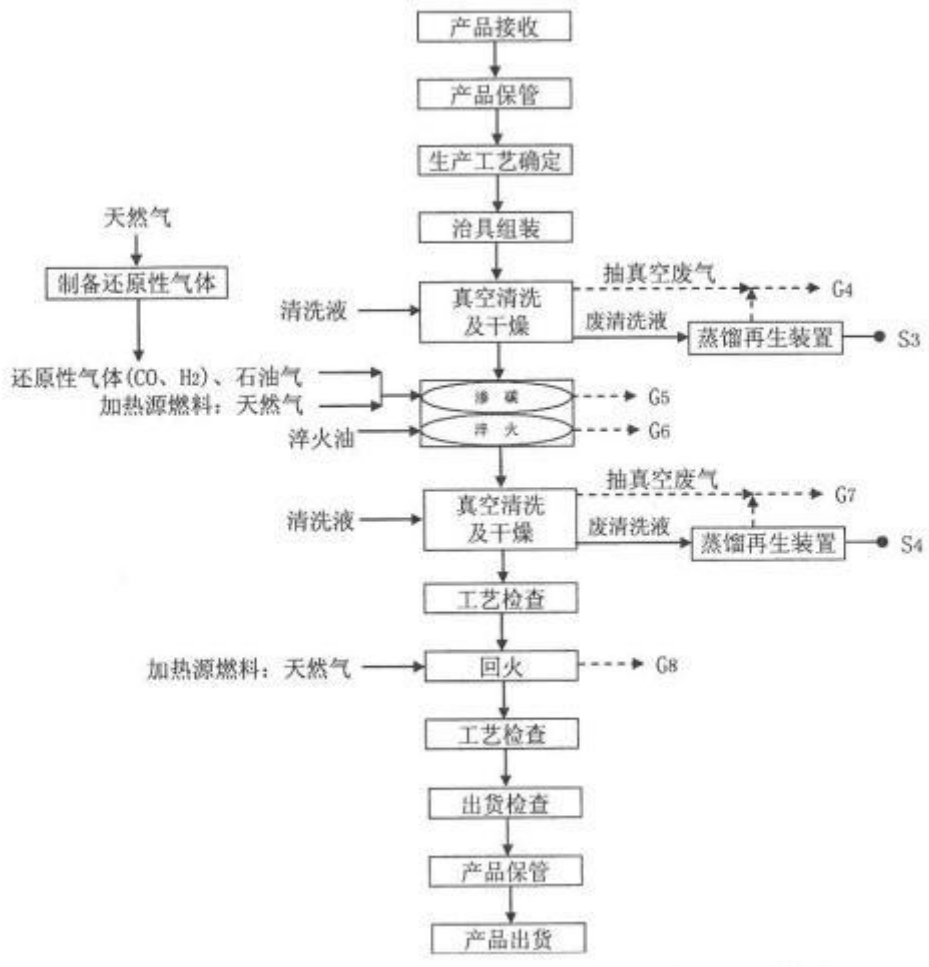 产品接收
产品保管
生产工艺确定
治具组装
天然气
制备还原性气体
清洗液
真空清洗
及干燥
抽真空废气
G4
废清洗液
蒸馏再生装置
S3
还原性气体(CO、H2)、石油气
加热源燃料：天然气
渗碳
G5
淬火油
淬火
G6
清洗液
真空清洗
及干燥
抽真空废气
G7
废清洗液
蒸馏再生装置
S4
工艺检查
加热源燃料：天然气
回火
G8
工艺检查
出货检查
产品保管
产品出货